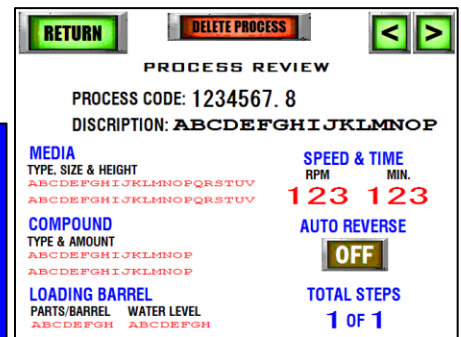 RETURN DELETE PROCESS < >
PROCESS REVIEW
PROCESS CODE: 1234567. 8
DISCRIPTION: ABCDEFGHIJKLMNOP
MEDIA
TYPE, SIZE & HEIGHT
ABCDEFGHIJKLMNOPQRSTUV
ABCDEFGHIJKLMNOPQRSTUV
SPEED & TIME
RPM MIN.
123 123
COMPOUND
TYPE & AMOUNT
ABCDEFGHIJKLMNOP
ABCDEFGHIJKLMNOP
AUTO REVERSE
OFF
LOADING BARREL
PARTS/BARREL WATER LEVEL
ABCDEFGH ABCDEFGH
TOTAL STEPS
1 OF 1